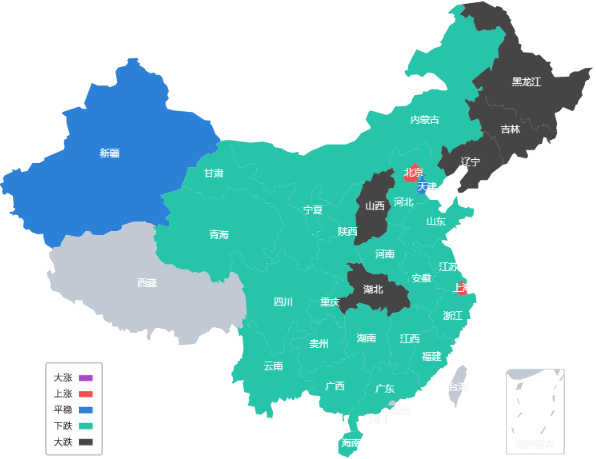 黑龙江
内蒙古
吉林
新疆
辽宁
北京
甘肃
天津
山西
河北
宁夏
山东
陕西
青海
河南
江苏
安徽
西藏
上海
湖北
四川
重庆
浙江
湖南
江西
贵州
福建
云南
广西
广东
台湾
海南
大涨
上涨
平稳
下跌
大跌